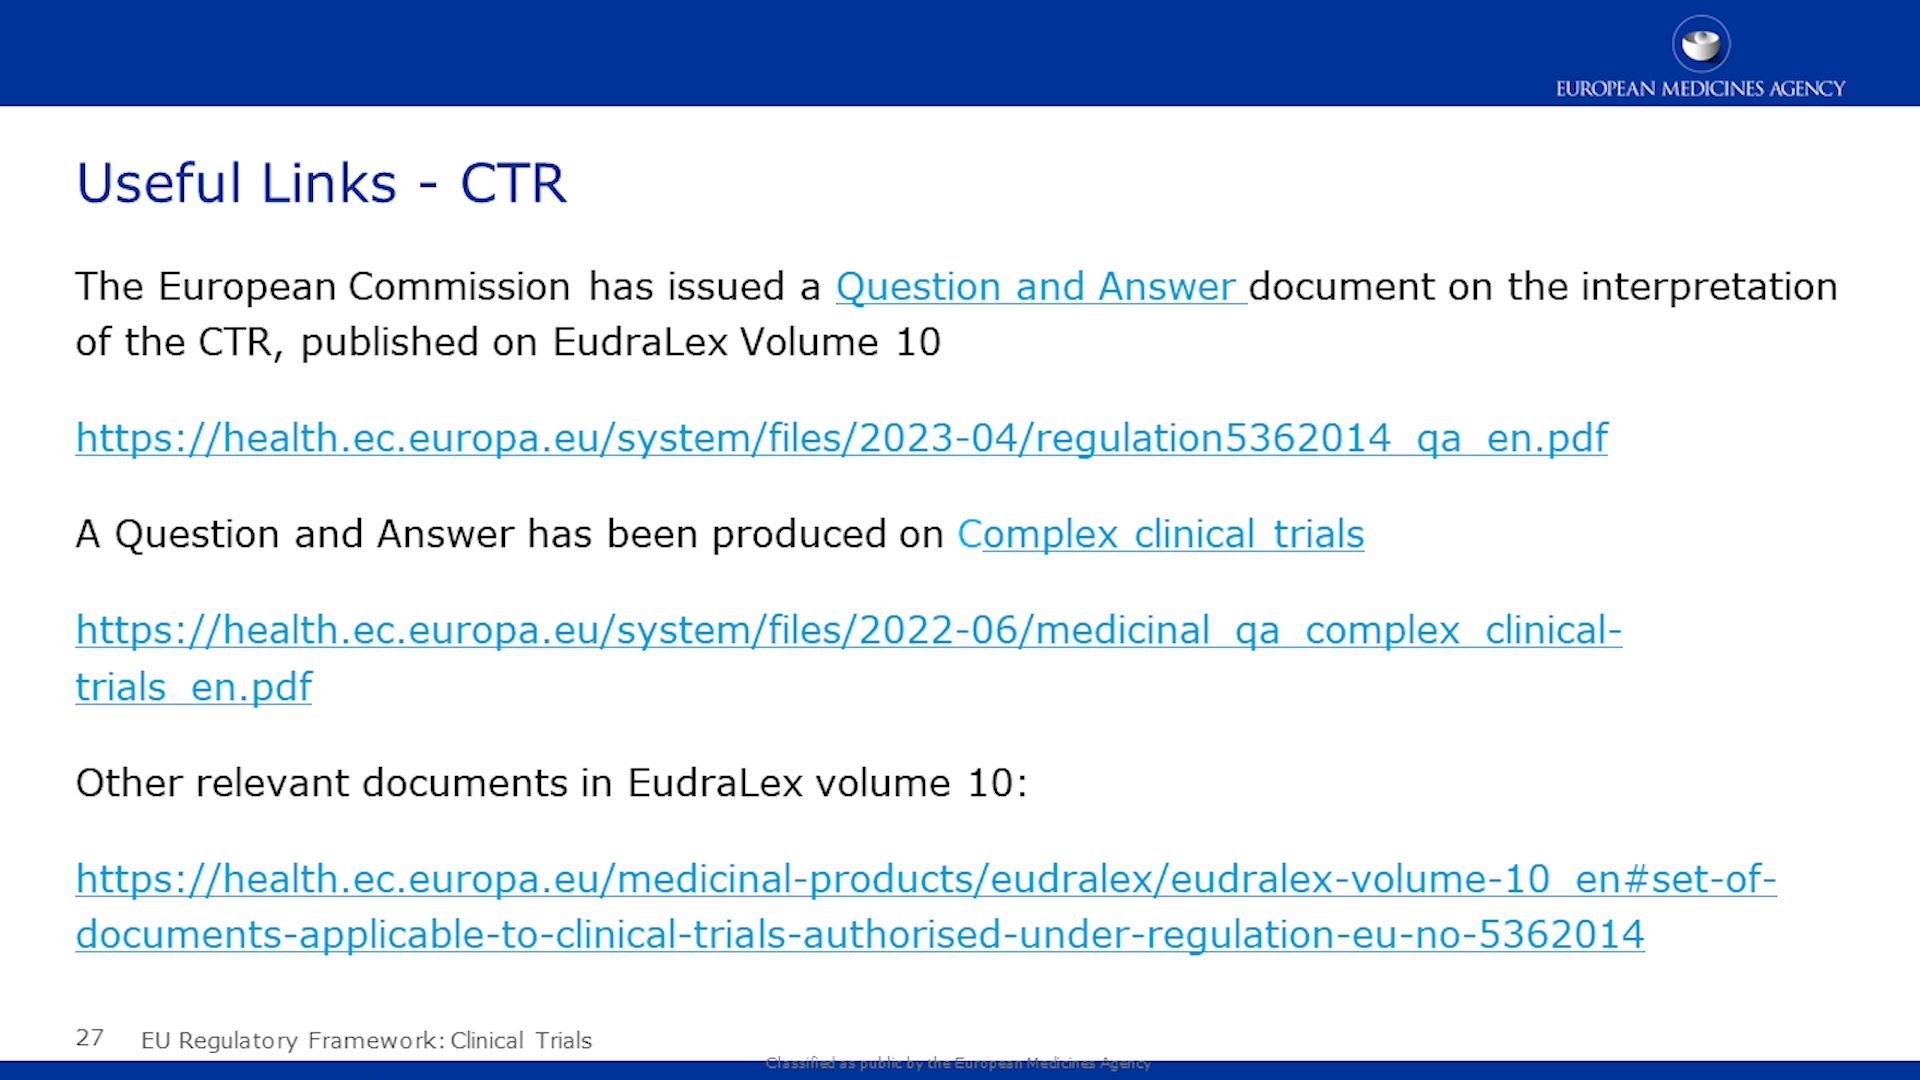 EUROPEAN MEDICINES AGENCY
Useful Links - CTR
The European Commission has issued a Question and Answer document on the interpretation
of the CTR, published on EudraLex Volume 10
https://health.ec.europa.eu/system/files/2023-04/regulation5362014_qa_en.pdf
A Question and Answer has been produced on Complex clinical trials
https://health.ec.europa.eu/system/files/2022-06/medicinal_qa_complex_clinical-
trials_en.pdf
Other relevant documents in EudraLex volume 10:
https://health.ec.europa.eu/medicinal-products/eudralex/eudralex-volume-10_en#set-of-
documents-applicable-to-clinical-trials-authorised-under-regulation-eu-no-5362014
27 EU Regulatory Framework: Clinical Trials
Classified as public by the European Medicines Agency